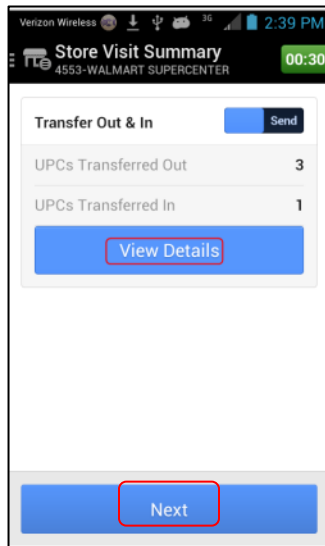 Verizon Wireless 3G 2:39 PM
Store Visit Summary
4553-WALMART SUPERCENTER
00:30
Transfer Out & In Send
UPCs Transferred Out 3
UPCs Transferred In 1
View Details
Next